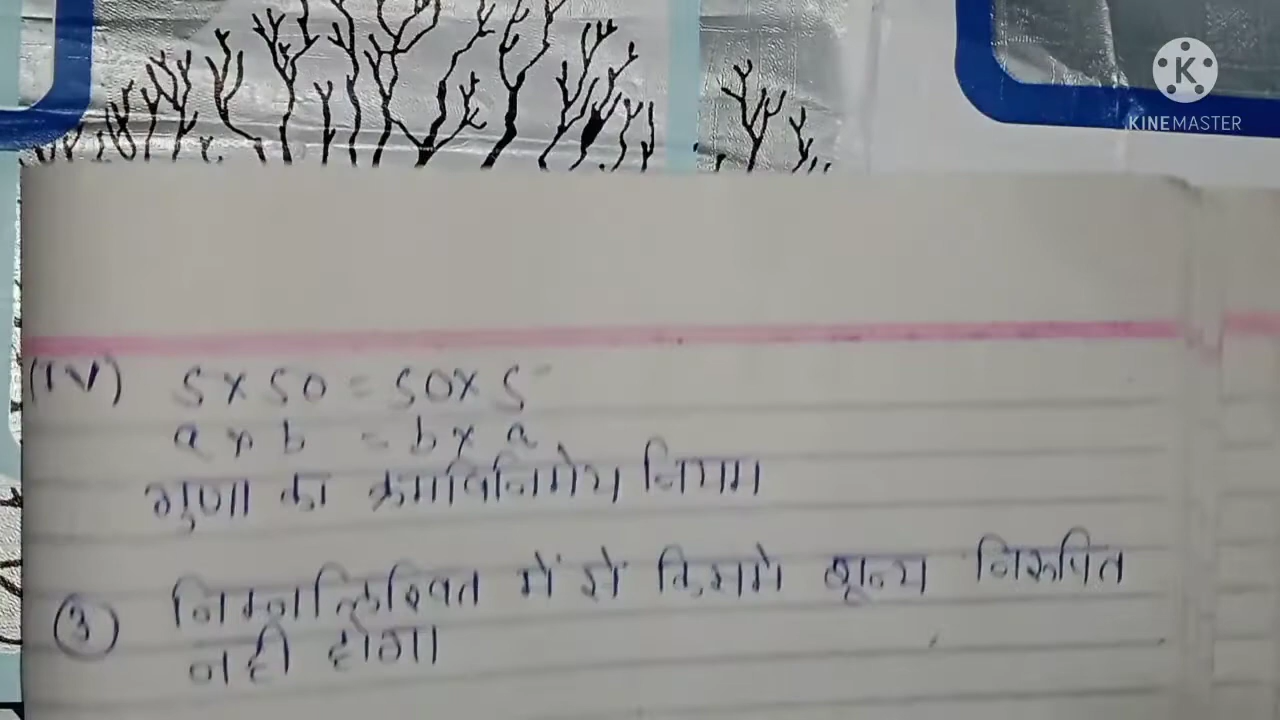 KINEMASTER
(IV) 5 x 50 = 50 x 5
a x b = b x a
गुणा का क्रमविनिमेय नियम
③ निम्नलिखित में से किसमे शून्य निरूपित
नही होगा